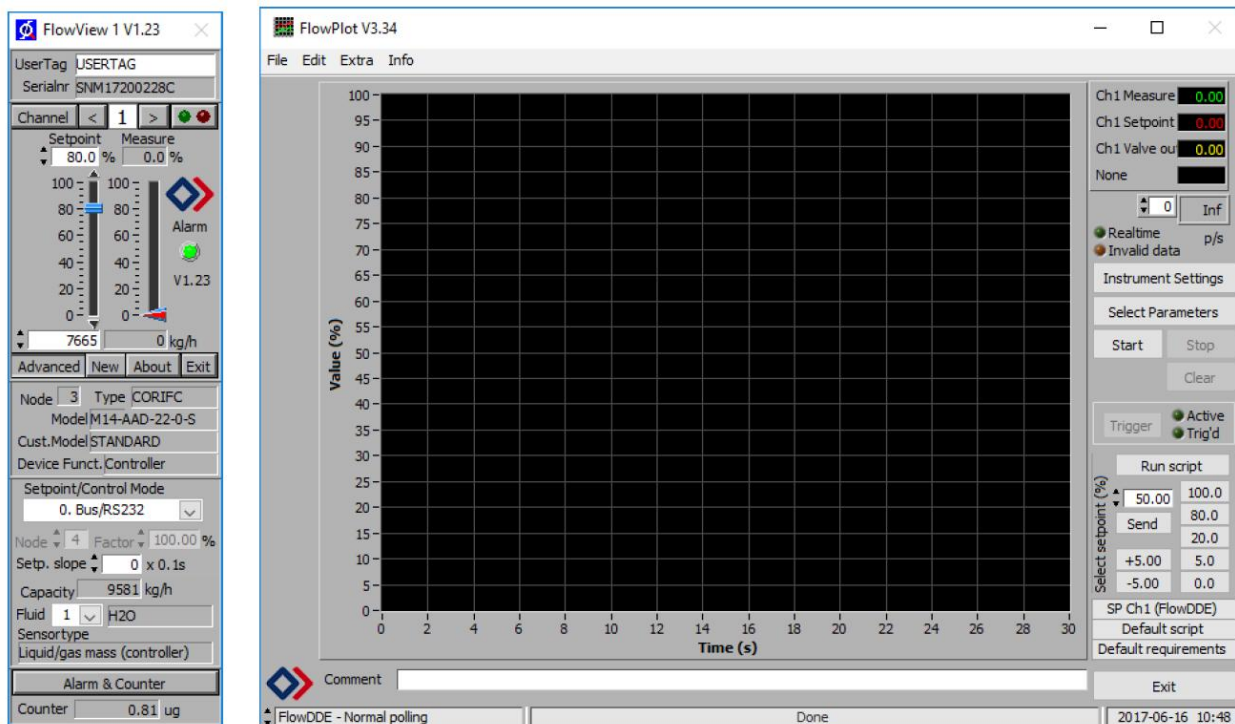 FlowView 1 V1.23
UserTag USERTAG
Serialnr SNM17200228C
Channel < 1 >
Setpoint Measure
80.0 % 0.0 %
100 100
80 80
Alarm
60 60
40 40
V1.23
20 20
0 0
7665 0 kg/h
Advanced New About Exit
Node 3 Type CORIFC
Model M14-AAD-22-0-S
Cust.Model STANDARD
Device Funct. Controller
Setpoint/Control Mode
0. Bus/RS232
Node 4 Factor 100.00 %
Setp. slope 0 x 0.1s
Capacity 9581 kg/h
Fluid 1 H2O
Sensortype
Liquid/gas mass (controller)
Alarm & Counter
Counter 0.81 ug
FlowPlot V3.34
File Edit Extra Info
Value (%)
100
95
90
85
80
75
70
65
60
55
50
45
40
35
30
25
20
15
10
5
0
0 2 4 6 8 10 12 14 16 18 20 22 24 26 28 30
Time (s)
Ch1 Measure 0.00
Ch1 Setpoint 0.00
Ch1 Valve ou 0.00
None
0 Inf
Realtime p/s
Invalid data
Instrument Settings
Select Parameters
Start Stop
Clear
Trigger Active
Trig'd
Run script
Select setpoint (%)
50.00 100.0
Send 80.0
20.0
+5.00 5.0
-5.00 0.0
SP Ch1 (FlowDDE)
Default script
Default requirements
Comment
Exit
FlowDDE - Normal polling Done 2017-06-16 10:48